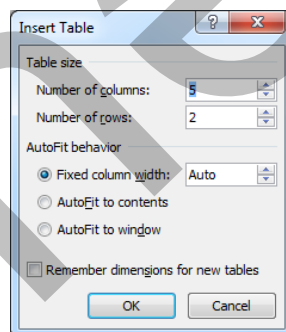 Insert Table
?
Table size
Number of columns: 5
Number of rows: 2
AutoFit behavior
Fixed column width: Auto
AutoFit to contents
AutoFit to window
Remember dimensions for new tables
OK Cancel